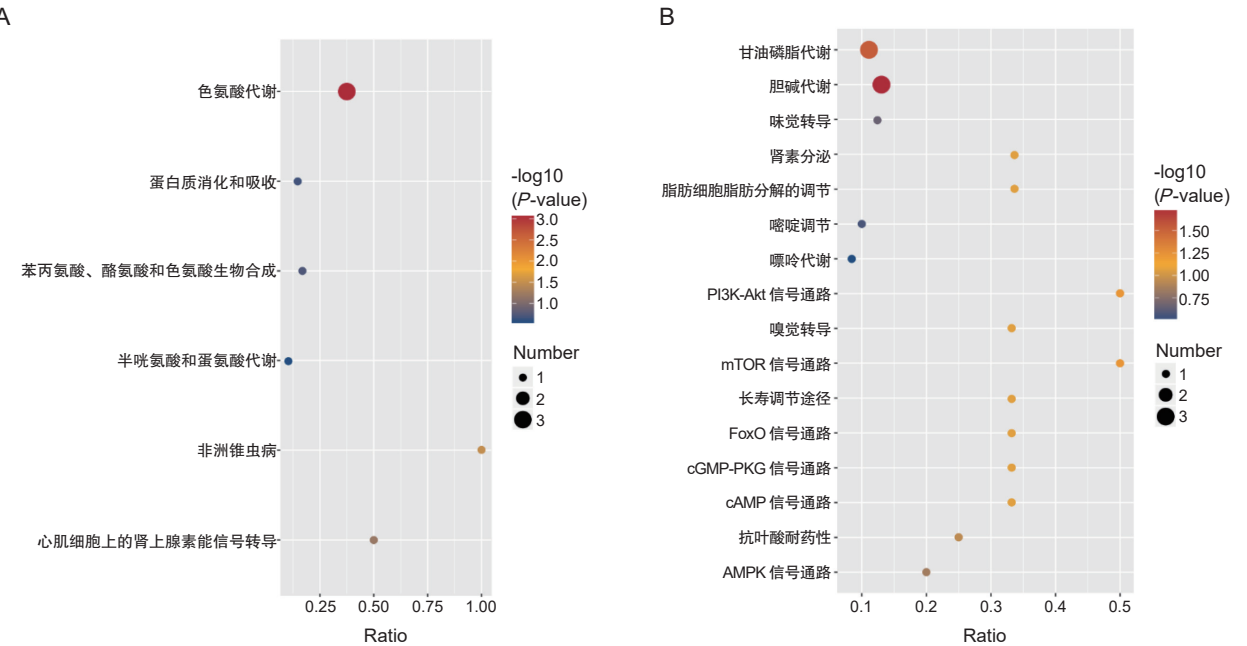 A
色氨酸代谢
蛋白质消化和吸收
苯丙氨酸、酪氨酸和色氨酸生物合成
半胱氨酸和蛋氨酸代谢
非洲锥虫病
心肌细胞上的肾上腺素能信号转导
0.25 0.50 0.75 1.00
Ratio
-log10
(P-value)
3.0
2.5
2.0
1.5
1.0
Number
1
2
3
B
甘油磷脂代谢
胆碱代谢
味觉转导
肾素分泌
脂肪细胞脂肪分解的调节
嘧啶调节
嘌呤代谢
PI3K-Akt 信号通路
嗅觉转导
mTOR 信号通路
长寿调节途径
FoxO 信号通路
cGMP-PKG 信号通路
cAMP 信号通路
抗叶酸耐药性
AMPK 信号通路
0.1 0.2 0.3 0.4 0.5
Ratio
-log10
(P-value)
1.50
1.25
1.00
0.75
Number
1
2
3